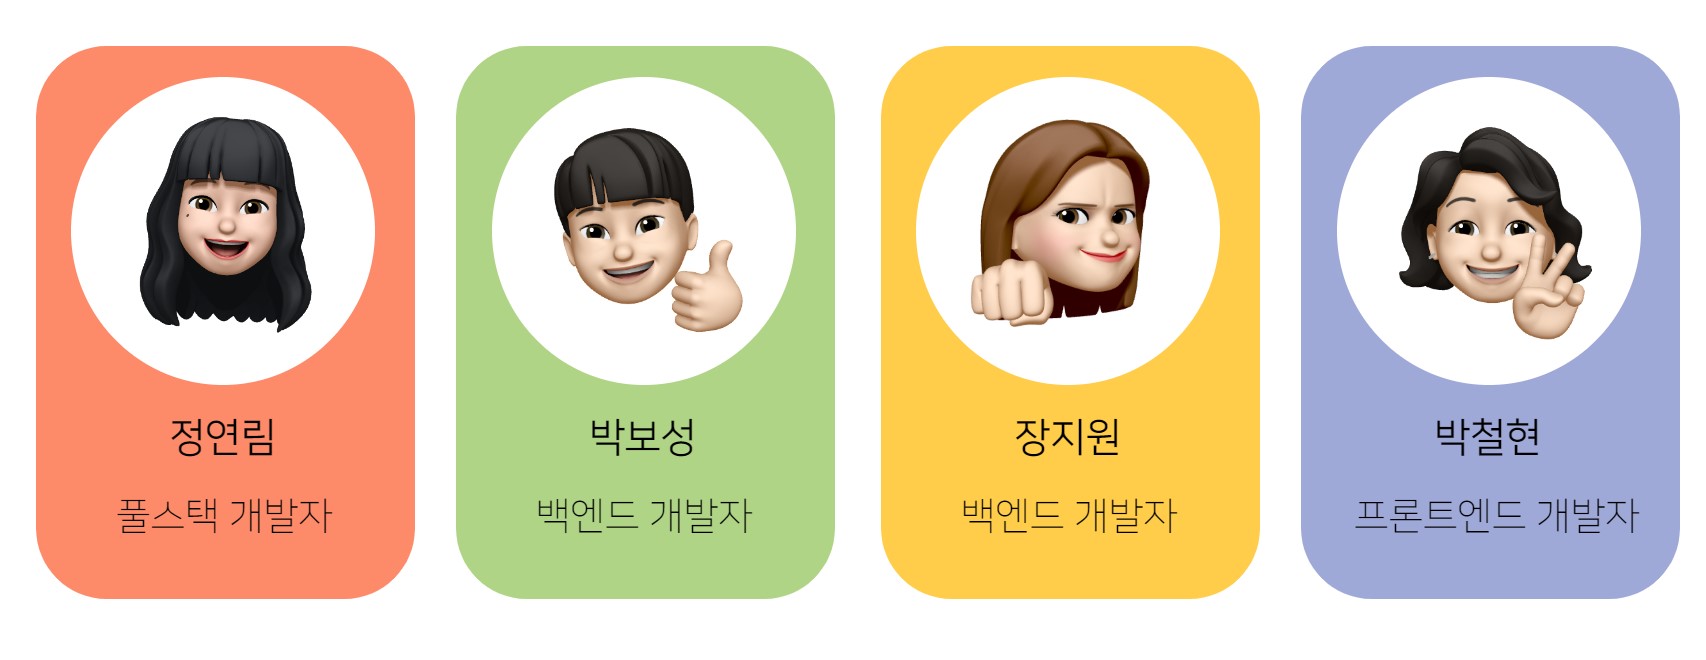 정연림
풀스택 개발자
박보성
백엔드 개발자
장지원
백엔드 개발자
박철현
프론트엔드 개발자